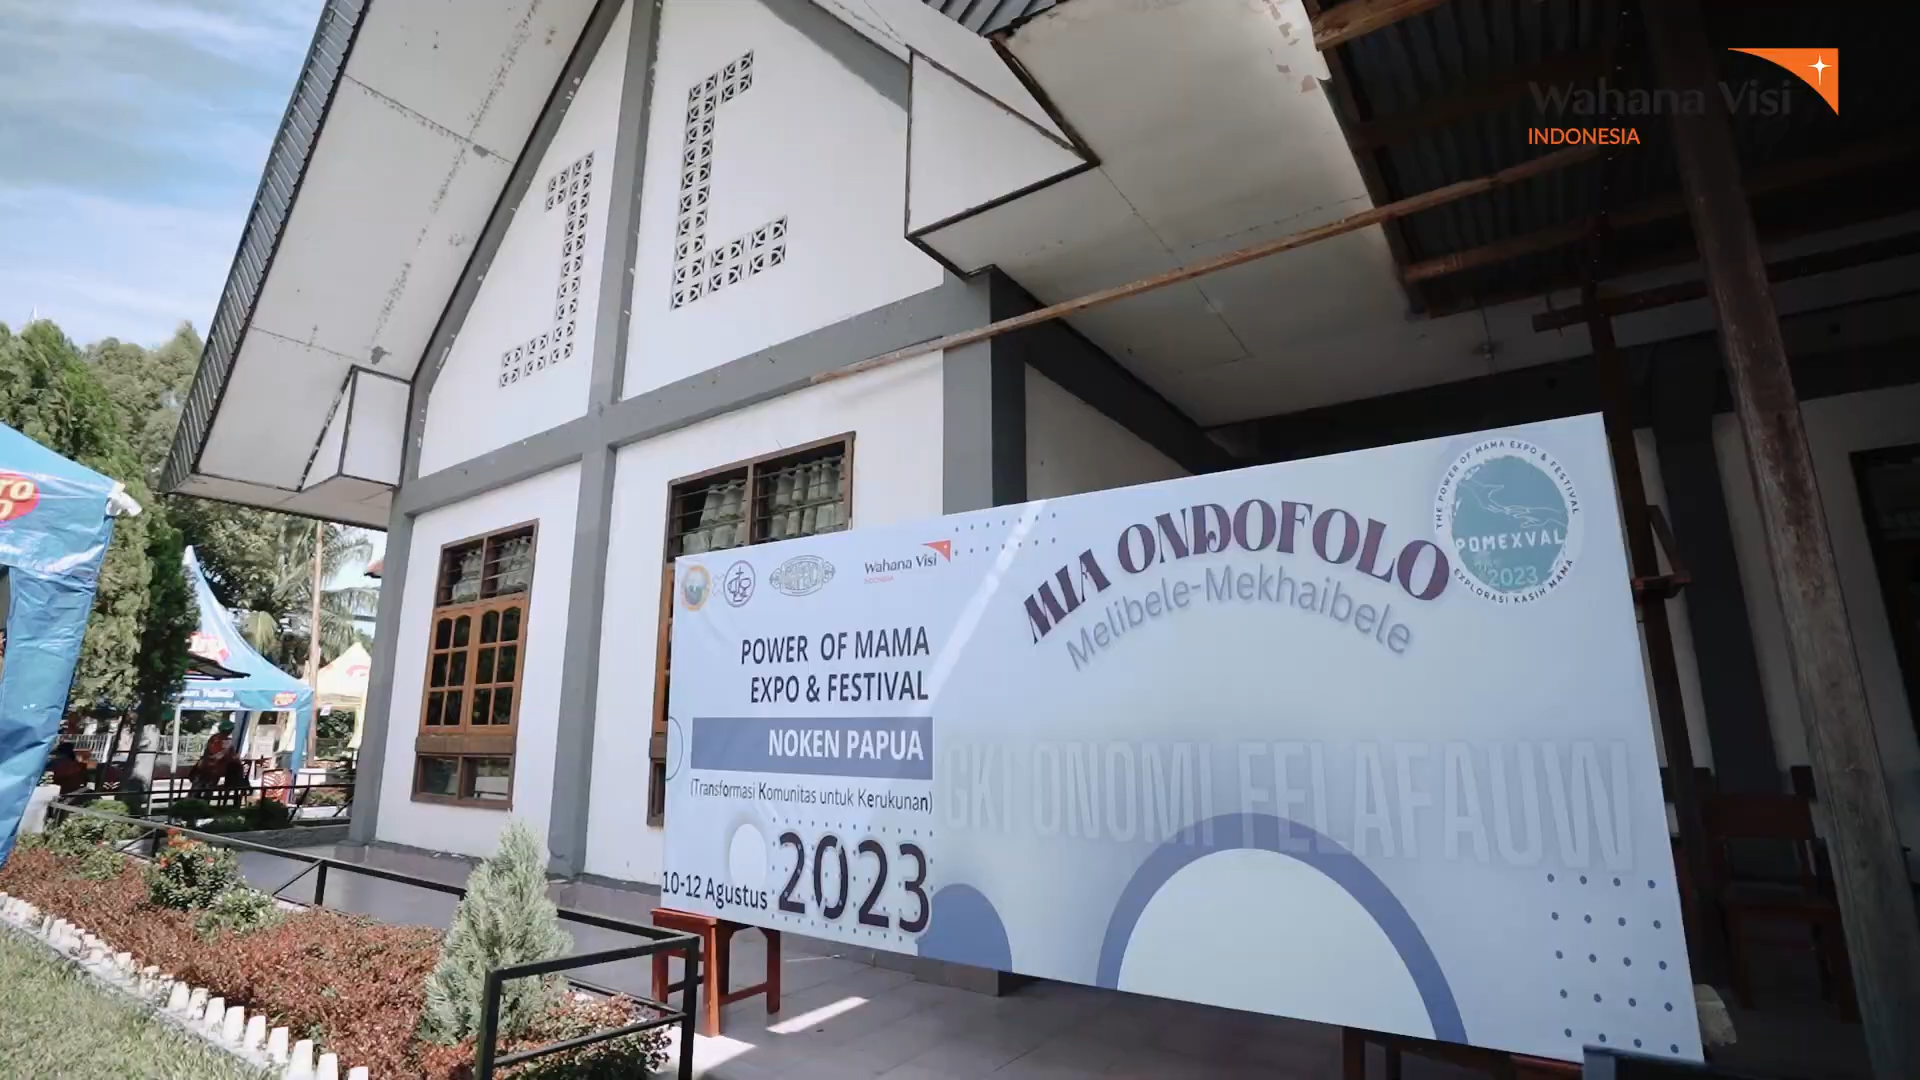 Wahana Visi
INDONESIA
Wahana Visi
INDONESIA
POWER OF MAMA
EXPO & FESTIVAL
NOKEN PAPUA
(Transformasi Komunitas untuk Kerukunan)
10-12 Agustus 2023
MIA ONDOFOLO
Melibele-Mekhaibele
THE POWER OF MAMA EXPO & FESTIVAL
POMEXVAL
2023
EXPLORASI KASIH MAMA
GKI ONOMI FELAFAUW